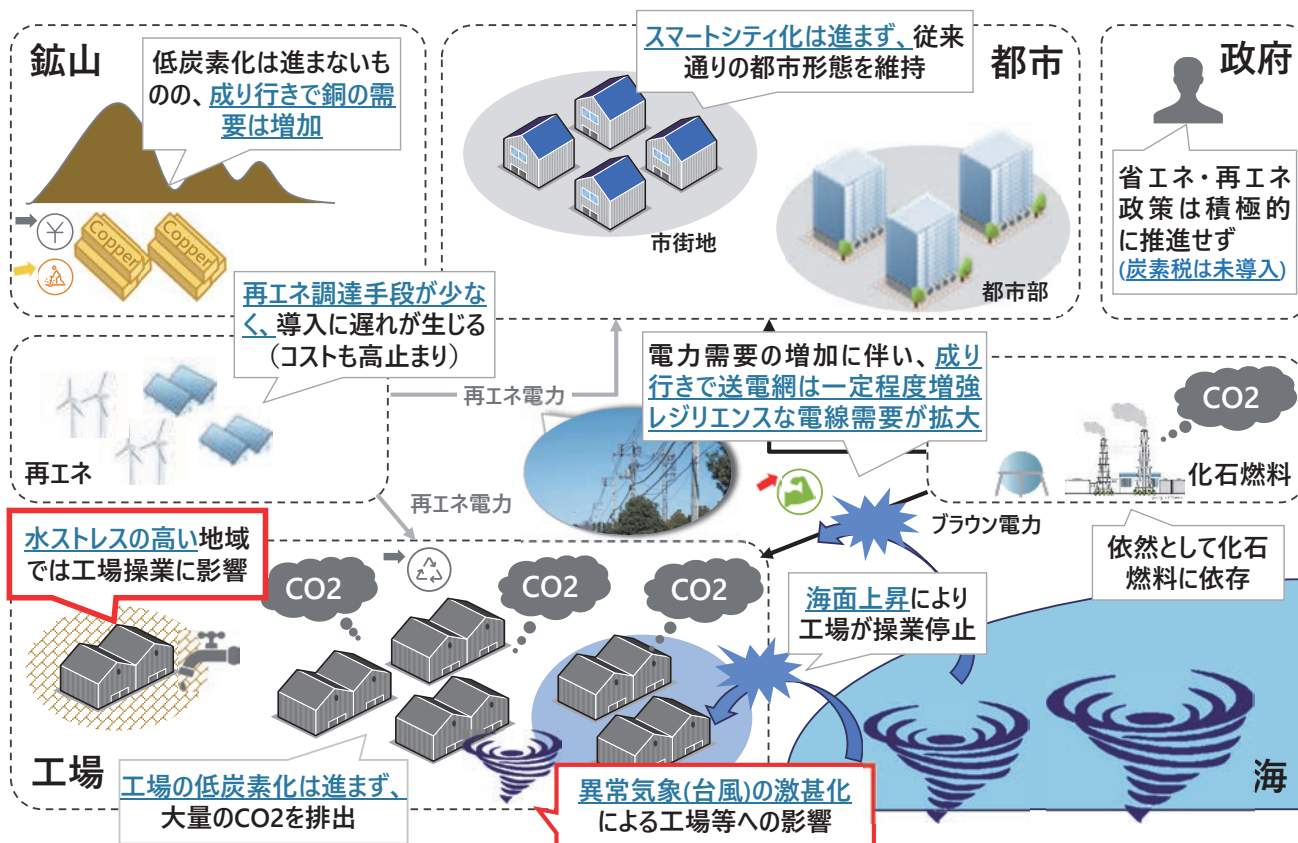 鉱山
低炭素化は進まないも
のの、成り行きで銅の需
要は増加
Copper
Copper
スマートシティ化は進まず、従来
通りの都市形態を維持
都市
市街地
都市部
政府
省エネ・再エネ
政策は積極的
に推進せず
(炭素税は未導入)
再エネ調達手段が少な
く、導入に遅れが生じる
（コストも高止まり）
再エネ
再エネ電力
再エネ電力
電力需要の増加に伴い、成り
行きで送電網は一定程度増強
レジリエンスな電線需要が拡大
CO2
化石燃料
ブラウン電力
依然として化石
燃料に依存
水ストレスの高い地域
では工場操業に影響
CO2
CO2
CO2
海面上昇により
工場が操業停止
工場
工場の低炭素化は進まず、
大量のCO2を排出
異常気象(台風)の激甚化
による工場等への影響
海